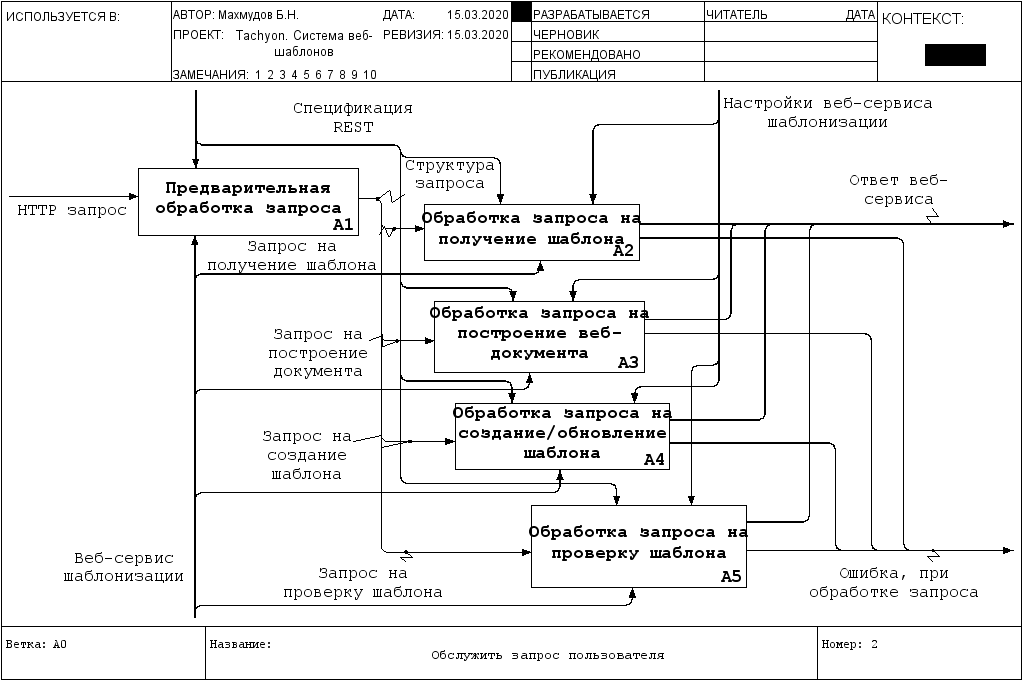 ИСПОЛЬЗУЕТСЯ В:
АВТОР: Махмудов Б.Н.
ДАТА: 15.03.2020
ПРОЕКТ: Tachyon. Система веб-
шаблонов
РЕВИЗИЯ: 15.03.2020
ЗАМЕЧАНИЯ: 1 2 3 4 5 6 7 8 9 10
РАЗРАБАТЫВАЕТСЯ
ЧЕРНОВИК
РЕКОМЕНДОВАНО
ПУБЛИКАЦИЯ
ЧИТАТЕЛЬ
ДАТА
КОНТЕКСТ:
Спецификация
REST
Настройки веб-сервиса
шаблонизации
Структура
запроса
Предварительная
обработка запроса
A1
HTTP запрос
Ответ веб-
сервиса
Обработка запроса на
получение шаблона
A2
Запрос на
получение шаблона
Обработка запроса на
построение веб-
документа
A3
Запрос на
построение
документа
Обработка запроса на
создание/обновление
шаблона
A4
Запрос на
создание
шаблона
Обработка запроса на
проверку шаблона
A5
Веб-сервис
шаблонизации
Запрос на
проверку шаблона
Ошибка, при
обработке запроса
Ветка: A0
Название:
Обслужить запрос пользователя
Номер: 2